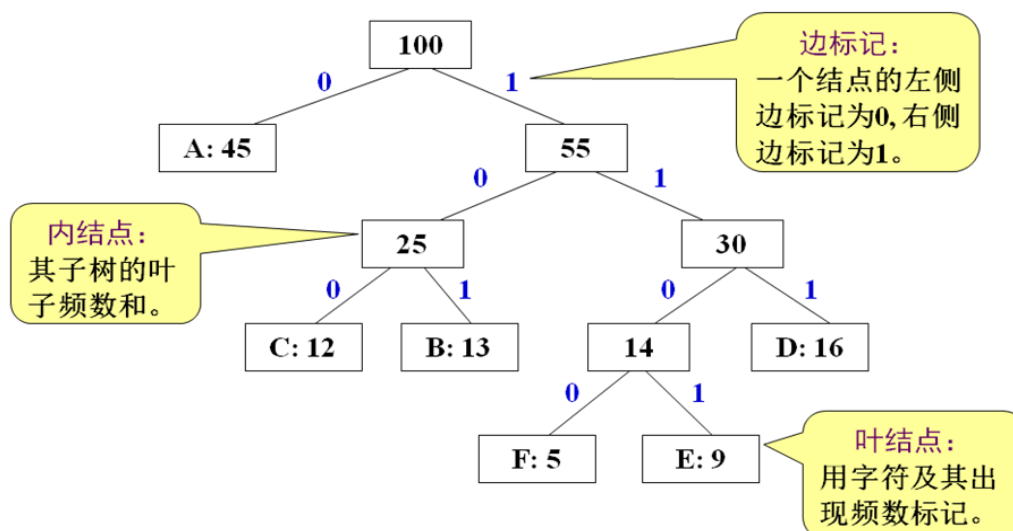 100
边标记：
一个结点的左侧
边标记为0, 右侧
边标记为1。
0
1
A: 45
55
0
1
内结点：
其子树的叶
子频数和。
25
30
0
1
0
1
C: 12
B: 13
14
D: 16
0
1
F: 5
E: 9
叶结点：
用字符及其出
现频数标记。